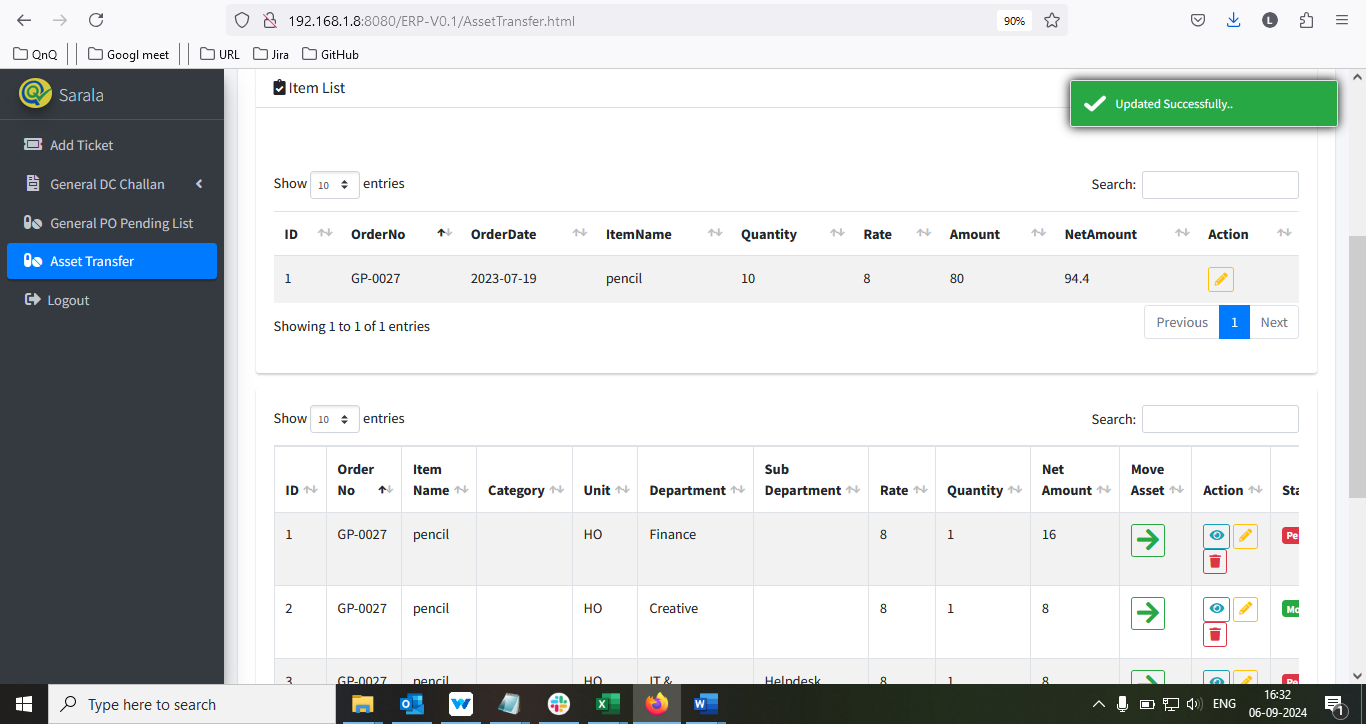 192.168.1.8:8080/ERP-V0.1/AssetTransfer.html
90%
L
QnQ
Googl meet
URL
Jira
GitHub
Sarala
Item List
Updated Successfully..
Add Ticket
General DC Challan
General PO Pending List
Asset Transfer
Logout
Show 10 entries
Search:
ID OrderNo OrderDate ItemName Quantity Rate Amount NetAmount Action
1 GP-0027 2023-07-19 pencil 10 8 80 94.4
Showing 1 to 1 of 1 entries
Previous 1 Next
Show 10 entries
Search:
Order Item Sub Net Move
ID No Name Category Unit Department Department Rate Quantity Amount Asset Action Sta
1 GP-0027 pencil HO Finance 8 1 16 Pe
2 GP-0027 pencil HO Creative 8 1 8 Mo
3 GP-0027 pencil HO IT & Helpdesk 8 1 8 Pe
Type here to search
ENG
16:32
06-09-2024
1